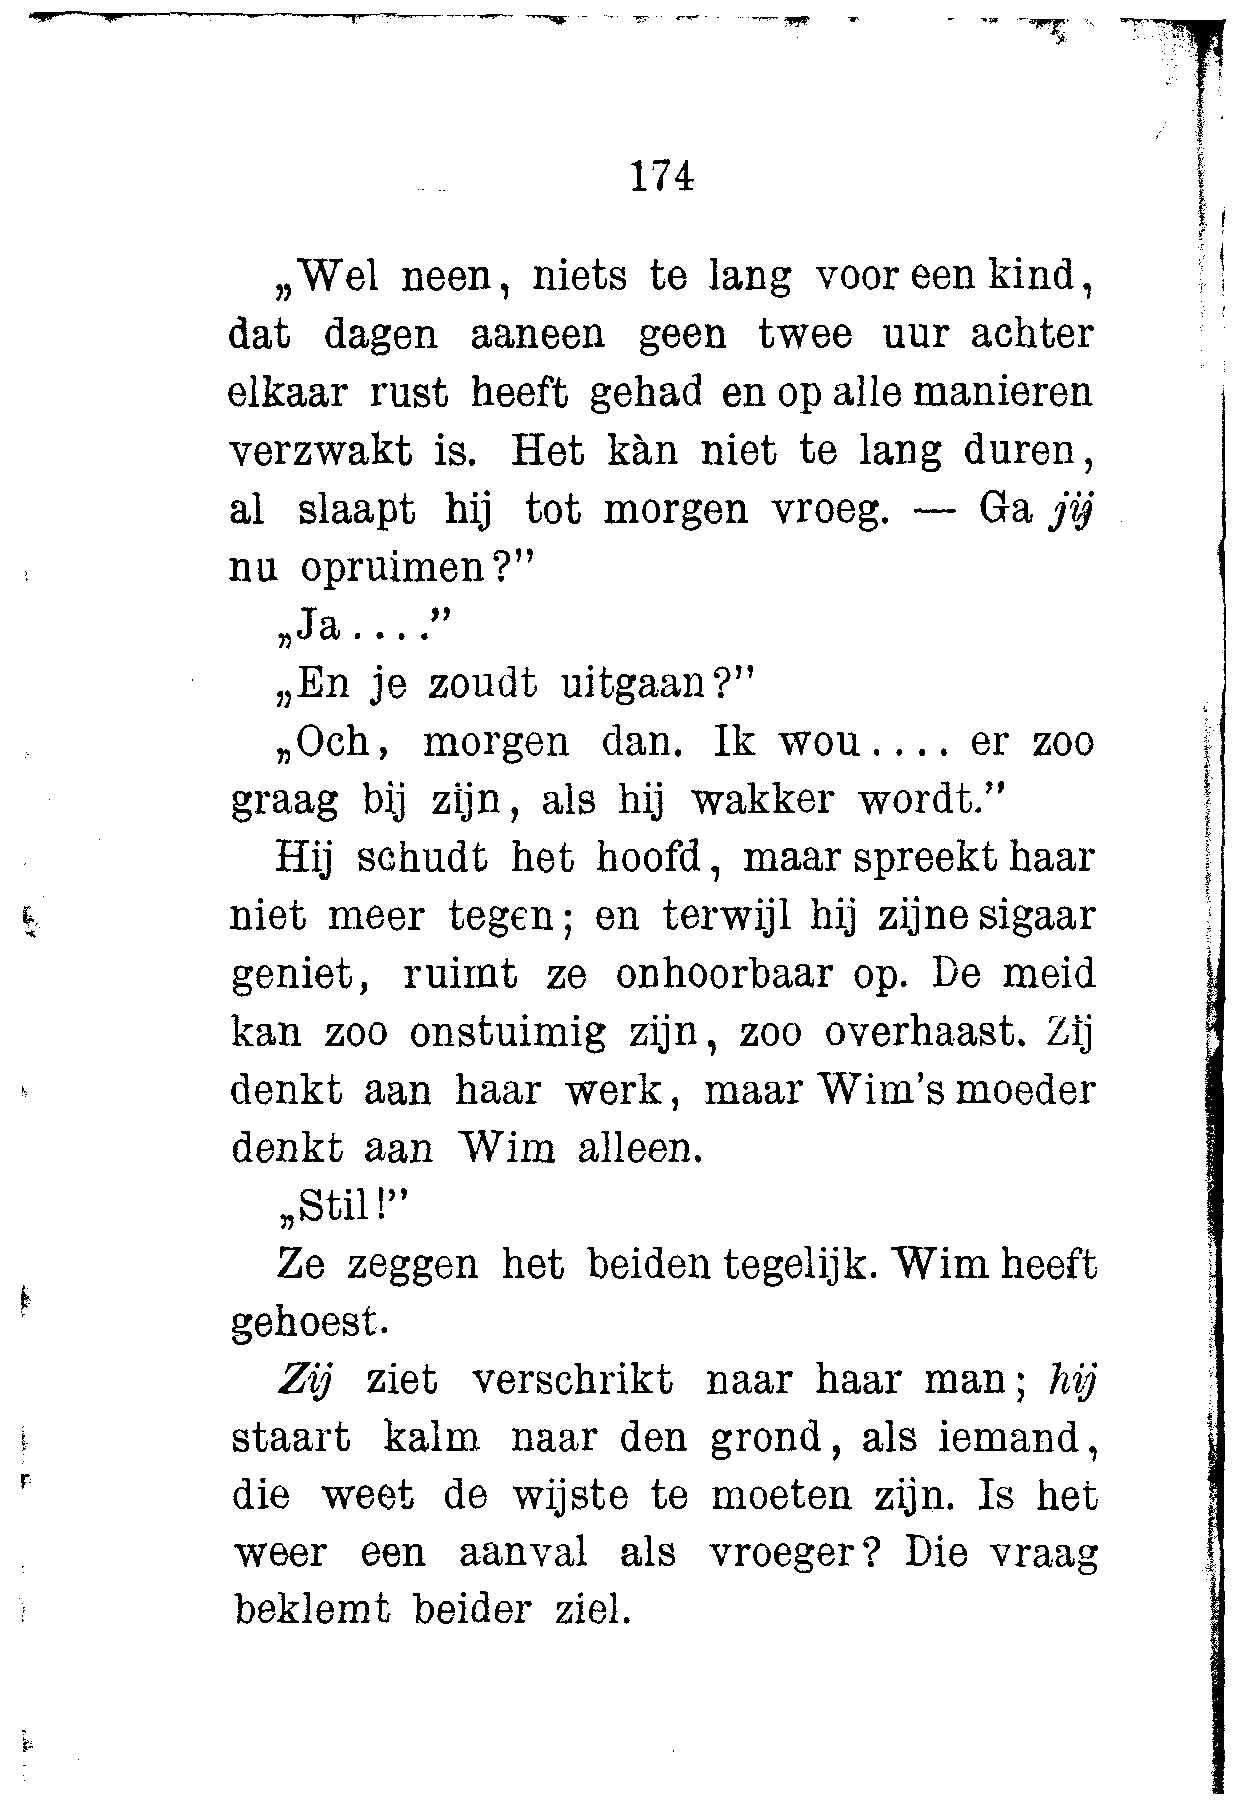 174
„Wel neen, niets te lang voor een kind,
dat dagen aaneen geen twee uur achter
elkaar rust heeft gehad en op alle manieren
verzwakt is. Het kàn niet te lang duren,
al slaapt hij tot morgen vroeg. — Ga jij
nu opruimen?”
„Ja....”
„En je zoudt uitgaan?”
„Och, morgen dan. Ik wou.... er zoo
graag bij zijn, als hij wakker wordt.”
Hij schudt het hoofd, maar spreekt haar
niet meer tegen; en terwijl hij zijne sigaar
geniet, ruimt ze onhoorbaar op. De meid
kan zoo onstuimig zijn, zoo overhaast. Zij
denkt aan haar werk, maar Wim's moeder
denkt aan Wim alleen.
„Stil!”
Ze zeggen het beiden tegelijk. Wim heeft
gehoest.
Zij ziet verschrikt naar haar man; hij
staart kalm naar den grond, als iemand,
die weet de wijste te moeten zijn. Is het
weer een aanval als vroeger? Die vraag
beklemt beider ziel.